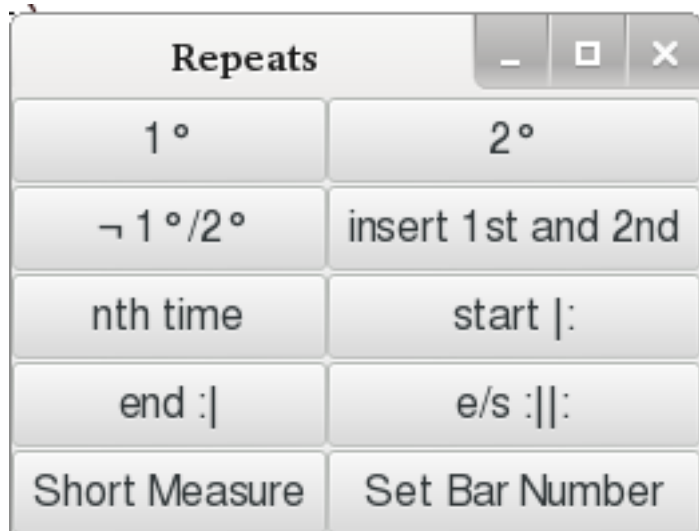 Repeats
1° 2°
¬ 1°/2° insert 1st and 2nd
nth time start |:
end :| e/s :||:
Short Measure Set Bar Number